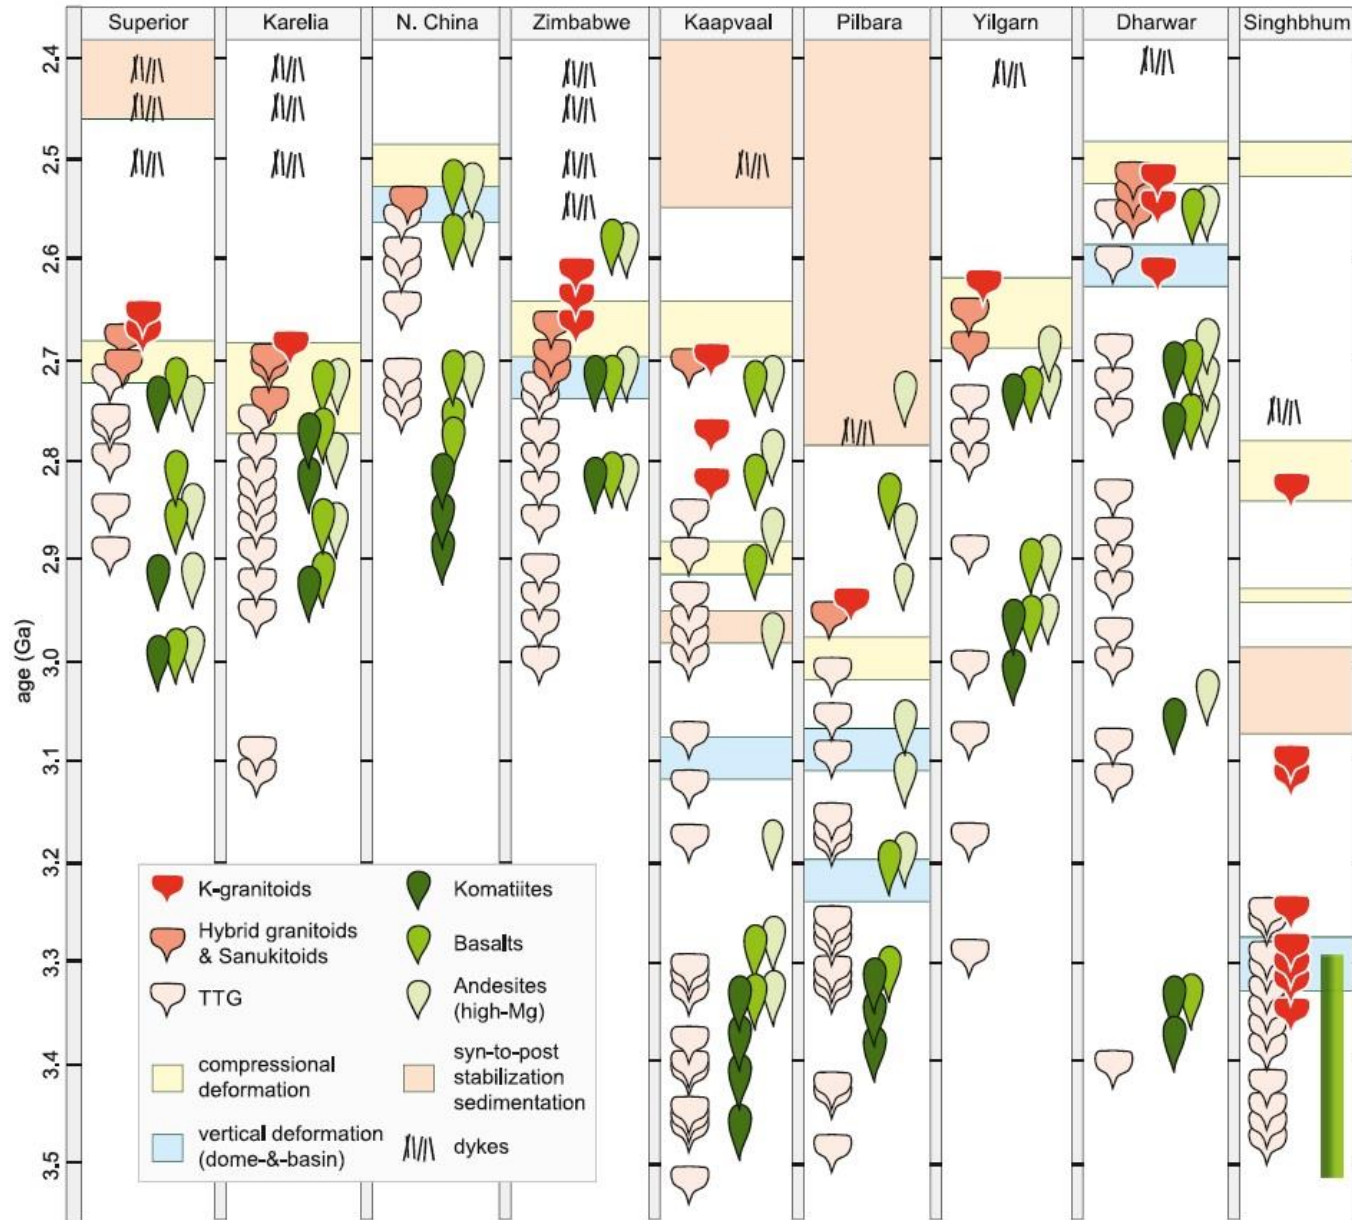 Superior Karelia N. China Zimbabwe Kaapvaal Pilbara Yilgarn Dharwar Singhbhum
age (Ga)
2.4
2.5
2.6
2.7
2.8
2.9
3.0
3.1
3.2
3.3
3.4
3.5
K-granitoids
Hybrid granitoids
& Sanukitoids
TTG
compressional
deformation
vertical deformation
(dome-&-basin)
Komatiites
Basalts
Andesites
(high-Mg)
syn-to-post
stabilization
sedimentation
dykes